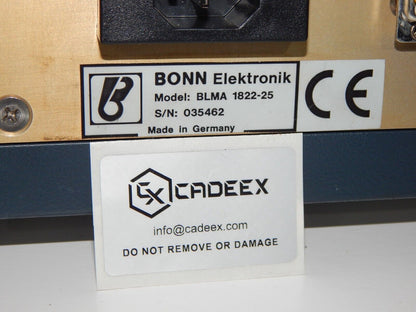 BONN Elektronik
Model: BLMA 1822-25
S/N: 035462
Made in Germany
CE
CX CADEEX
info@cadeex.com
DO NOT REMOVE OR DAMAGE